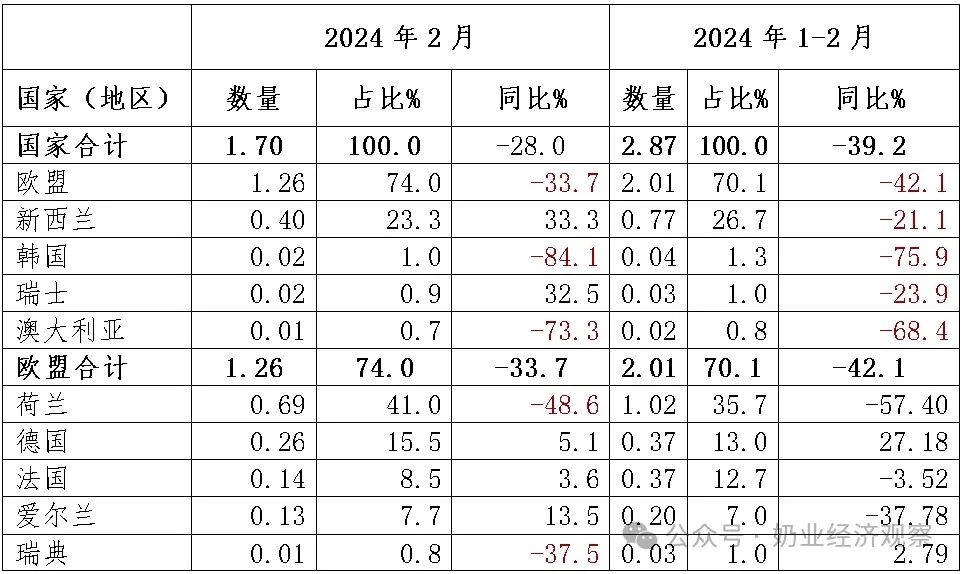 2024 年 2 月 2024 年 1-2 月
国家（地区） 数量 占比% 同比% 数量 占比% 同比%
国家合计 1.70 100.0 -28.0 2.87 100.0 -39.2
欧盟 1.26 74.0 -33.7 2.01 70.1 -42.1
新西兰 0.40 23.3 33.3 0.77 26.7 -21.1
韩国 0.02 1.0 -84.1 0.04 1.3 -75.9
瑞士 0.02 0.9 32.5 0.03 1.0 -23.9
澳大利亚 0.01 0.7 -73.3 0.02 0.8 -68.4
欧盟合计 1.26 74.0 -33.7 2.01 70.1 -42.1
荷兰 0.69 41.0 -48.6 1.02 35.7 -57.40
德国 0.26 15.5 5.1 0.37 13.0 27.18
法国 0.14 8.5 3.6 0.37 12.7 -3.52
爱尔兰 0.13 7.7 13.5 0.20 7.0 -37.78
公众号·奶业经济观察
瑞典 0.01 0.8 -37.5 0.03 1.0 2.79